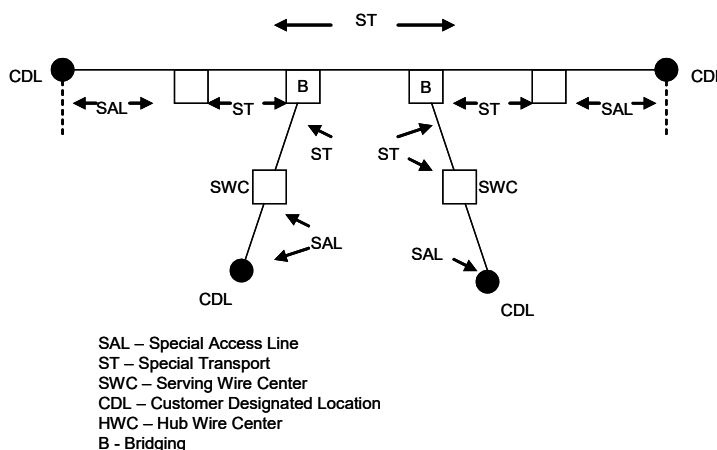 ST
CDL
CDL
B
B
SAL
ST
ST
SAL
ST
ST
SWC
SWC
SAL
SAL
CDL
CDL
SAL – Special Access Line
ST – Special Transport
SWC – Serving Wire Center
CDL – Customer Designated Location
HWC – Hub Wire Center
B - Bridging